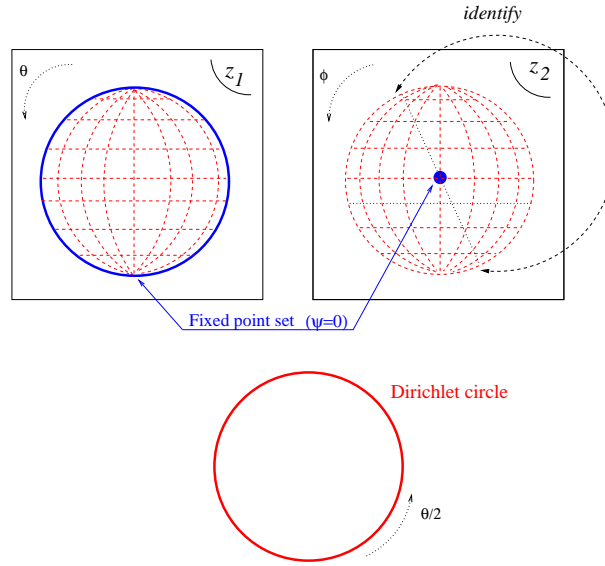 identify
θ
z1
ϕ
z2
Fixed point set (ψ=0)
Dirichlet circle
θ/2